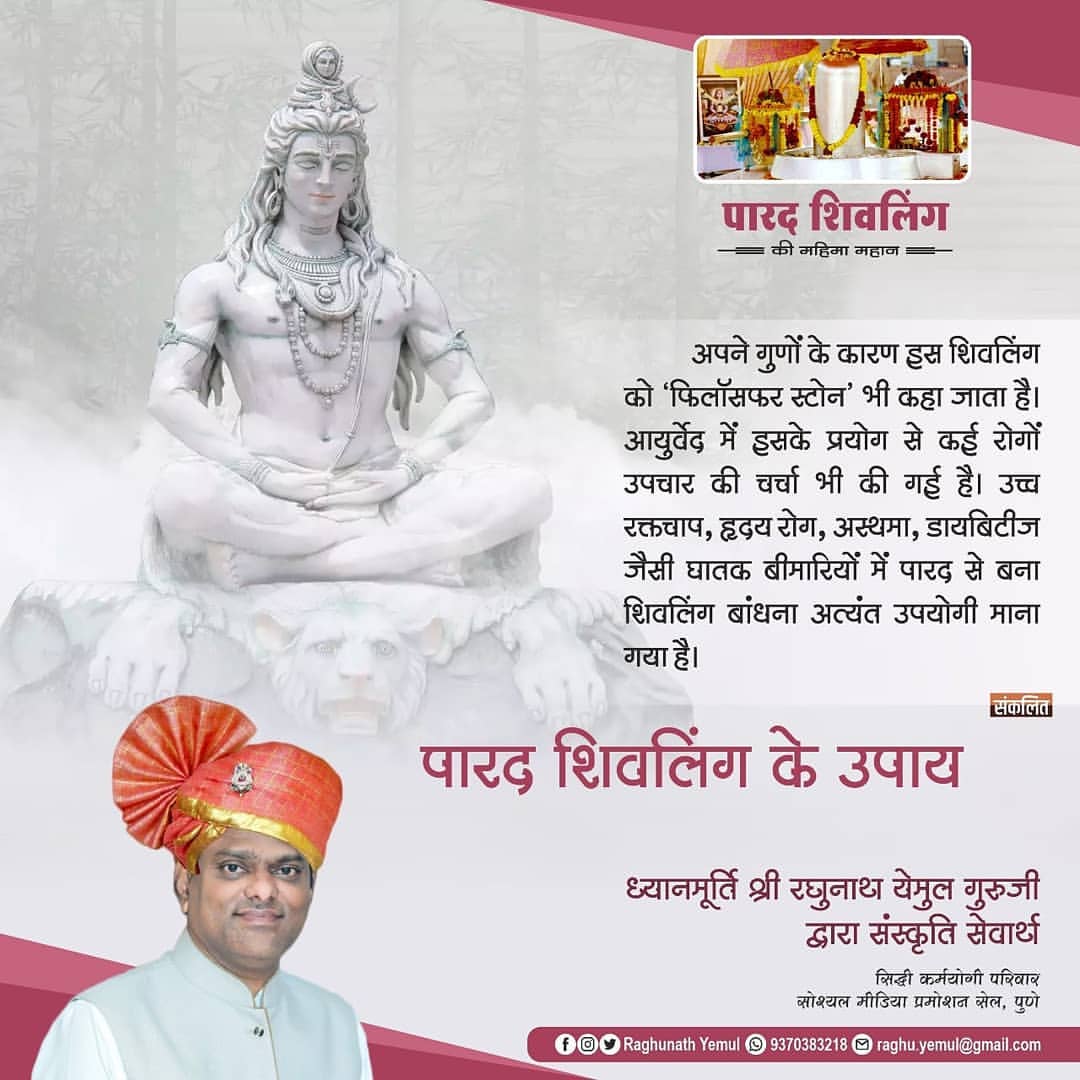 पारद शिवलिंग
की महिमा महान
अपने गुणों के कारण इस शिवलिंग
को ‘फिलॉसफर स्टोन’ भी कहा जाता है।
आयुर्वेद में इसके प्रयोग से कई रोगों
उपचार की चर्चा भी की गई है। उच्च
रक्तचाप, हृदय रोग, अस्थमा, डायबिटीज
जैसी घातक बीमारियों में पारद से बना
शिवलिंग बांधना अत्यंत उपयोगी माना
गया है।
संकलित
पारद शिवलिंग के उपाय
ध्यानमूर्ति श्री रघुनाथ येमुल गुरुजी
द्वारा संस्कृति सेवार्थ
सिद्धी कर्मयोगी परिवार
सोश्यल मीडिया प्रमोशन सेल, पुणे
Raghunath Yemul 9370383218 raghu.yemul@gmail.com